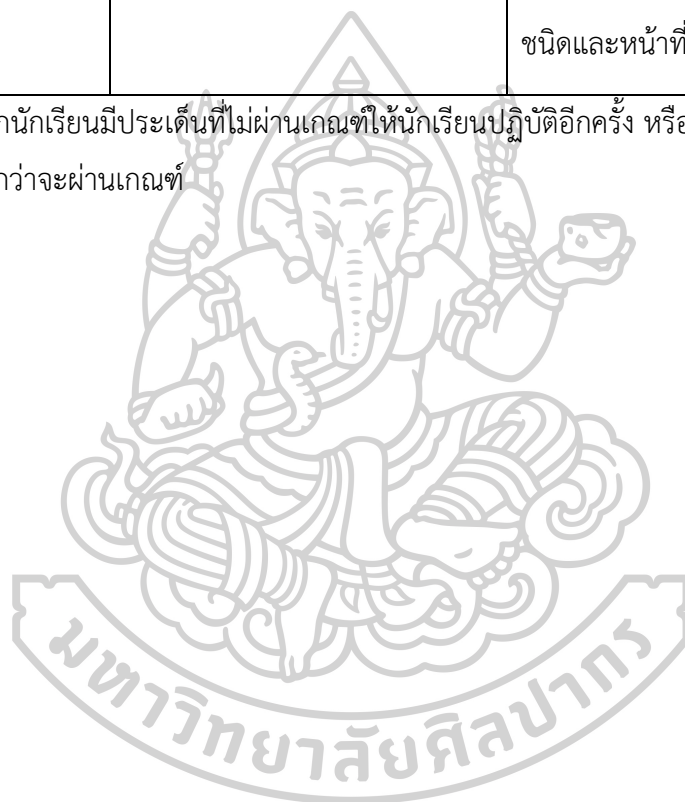 ชนิดและหน้าที่
นักเรียนมีประเด็นที่ไม่ผ่านเกณฑ์ให้นักเรียนปฏิบัติอีกครั้ง หรือ
กว่าจะผ่านเกณฑ์
มหาวิทยาลัยศิลปากร